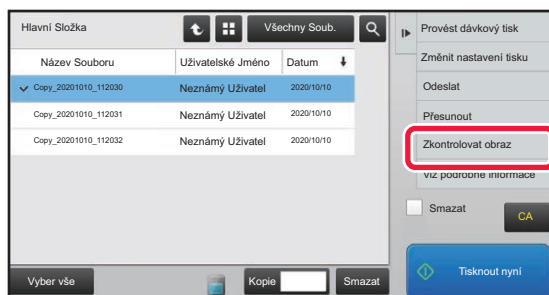 Hlavní Složka
Všechny Soub.
Název Souboru
Uživatelské Jméno
Datum
Copy_20201010_112030
Neznámý Uživatel
2020/10/10
Copy_20201010_112031
Neznámý Uživatel
2020/10/10
Copy_20201010_112032
Neznámý Uživatel
2020/10/10
Vyber vše
Kopie
Smazat
Provést dávkový tisk
Změnit nastavení tisku
Odeslat
Přesunout
Zkontrolovat obraz
Viz podrobné informace
Smazat
CA
Tisknout nyní